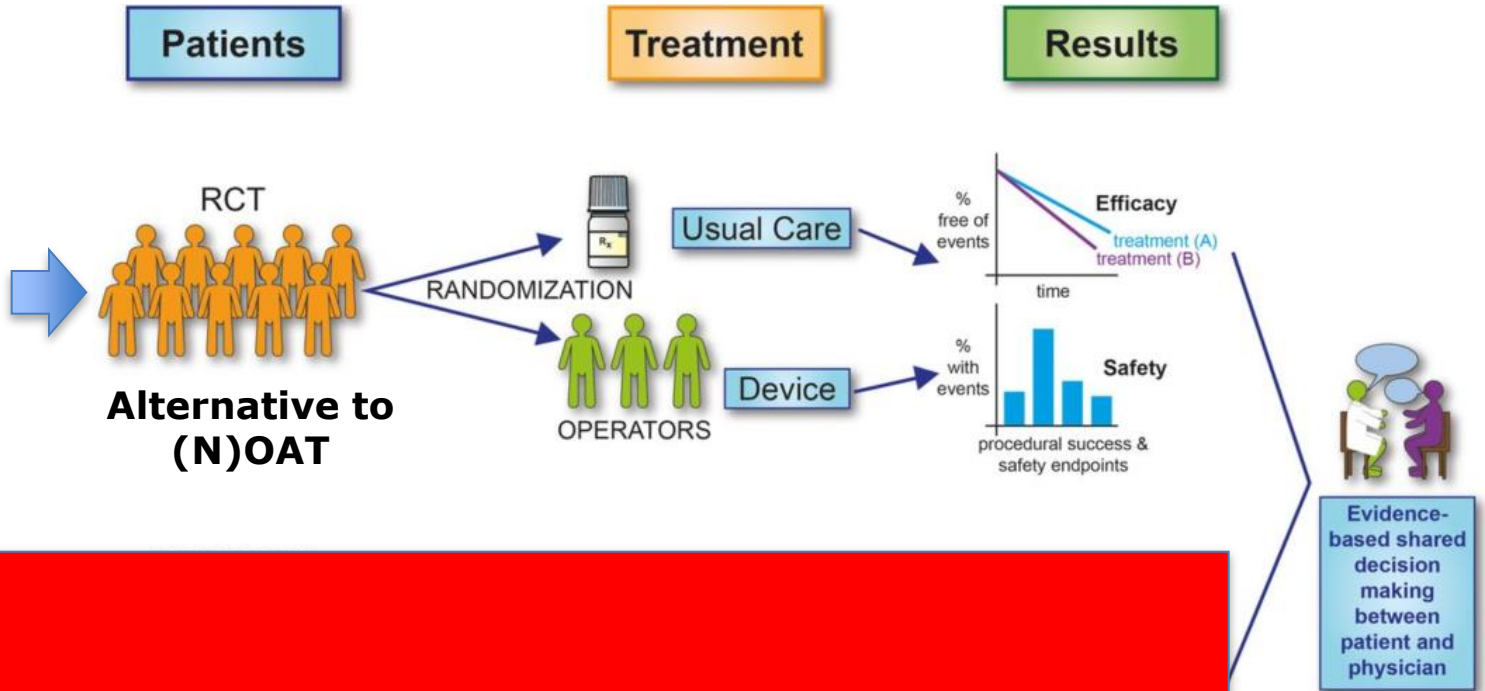 Patients
Treatment
Results
RCT
Alternative to
(N)OAT
RANDOMIZATION
Rx
Usual Care
OPERATORS
Device
%
free of
events
Efficacy
treatment (A)
treatment (B)
time
%
with
events
Safety
procedural success &
safety endpoints
Evidence-
based shared
decision
making
between
patient and
physician